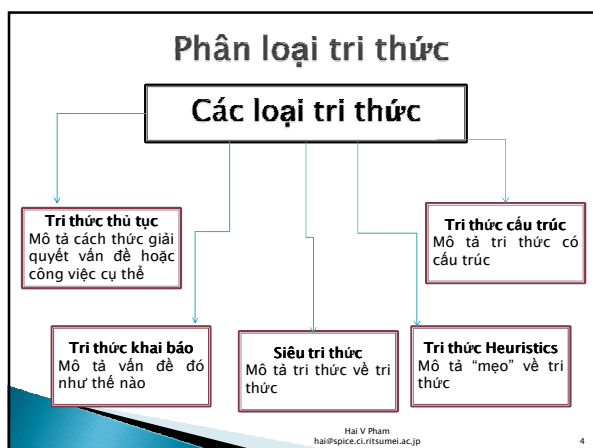 Phân loại tri thức
Các loại tri thức
Tri thức thủ tục
Mô tả cách thức giải
quyết vấn đề hoặc
công việc cụ thể
Tri thức cấu trúc
Mô tả tri thức có
cấu trúc
Tri thức khai báo
Mô tả vấn đề đó
như thế nào
Siêu tri thức
Mô tả tri thức về tri
thức
Tri thức Heuristics
Mô tả “mẹo” về tri
thức
Hai V Pham
hai@spice.ci.ritsumei.ac.jp
4